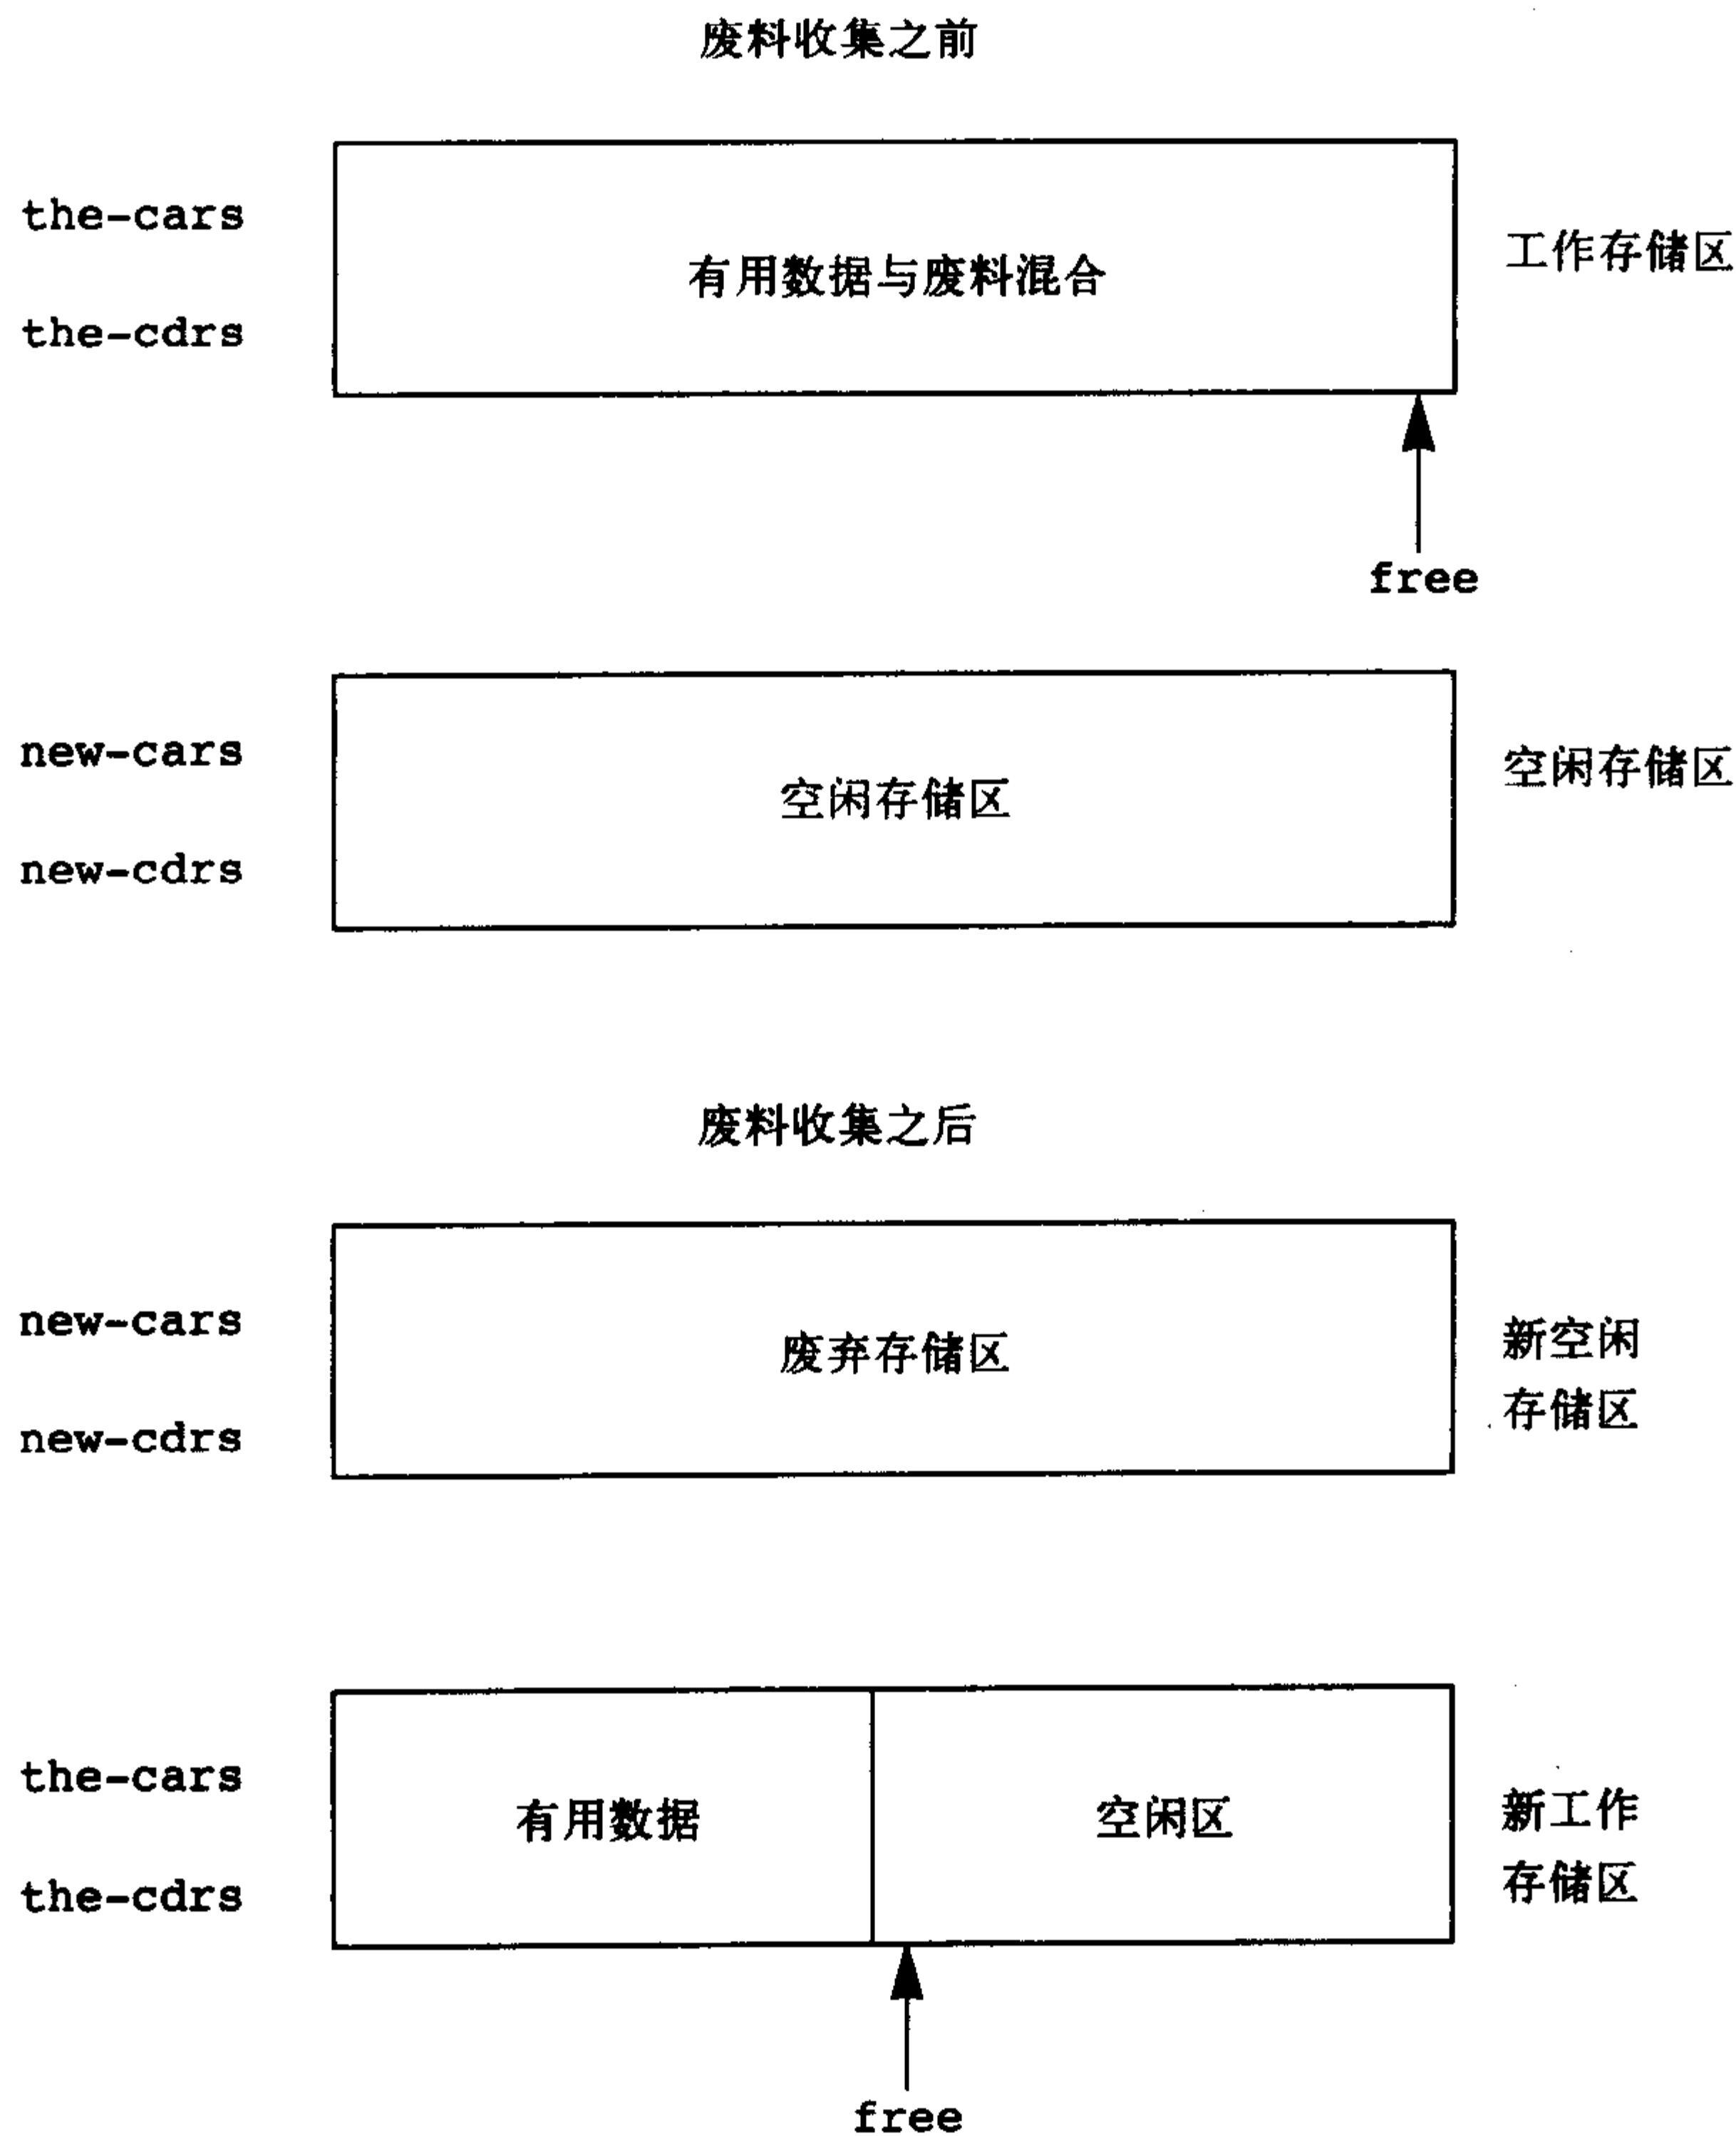 废料收集之前
the-cars
有用数据与废料混合
工作存储区
the-cdrs
free
new-cars
空闲存储区
空闲存储区
new-cdrs
废料收集之后
new-cars
废弃存储区
新空闲
存储区
new-cdrs
the-cars
有用数据
空闲区
新工作
存储区
the-cdrs
free